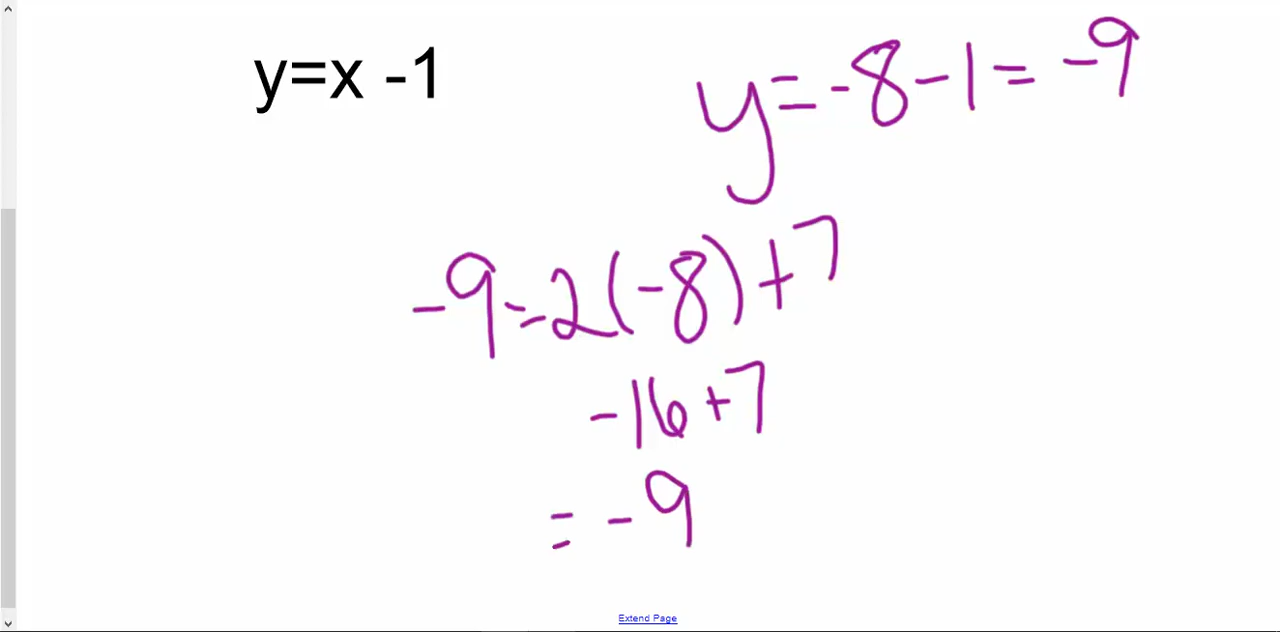 y=x -1
y=-8-1=-9
-9=2(-8)+7
-16+7
=-9
Extend Page